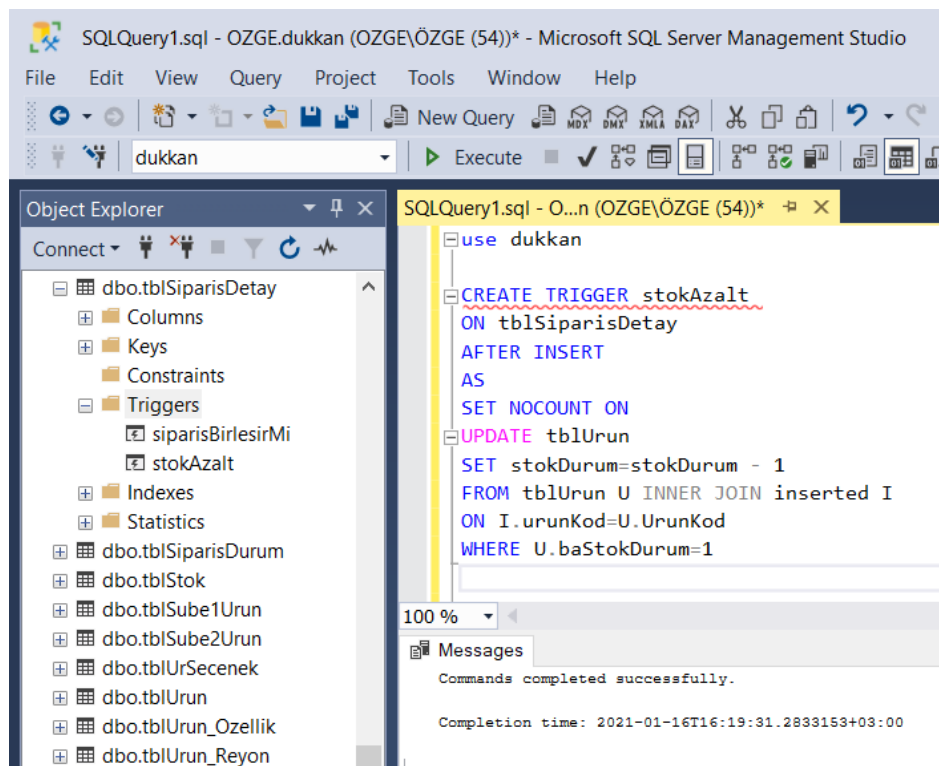 SQLQuery1.sql - OZGE.dukkan (OZGE\ÖZGE (54))* - Microsoft SQL Server Management Studio
File Edit View Query Project Tools Window Help
New Query MDX DMX XMLA DAX
dukkan Execute
Object Explorer
Connect
dbo.tblSiparisDetay
Columns
Keys
Constraints
Triggers
siparisBirlesirMi
stokAzalt
Indexes
Statistics
dbo.tblSiparisDurum
dbo.tblStok
dbo.tblSube1Urun
dbo.tblSube2Urun
dbo.tblUrSecenek
dbo.tblUrun
dbo.tblUrun_Ozellik
dbo.tblUrun_Reyon
SQLQuery1.sql - O...n (OZGE\ÖZGE (54))*
use dukkan
CREATE TRIGGER stokAzalt
ON tblSiparisDetay
AFTER INSERT
AS
SET NOCOUNT ON
UPDATE tblUrun
SET stokDurum=stokDurum - 1
FROM tblUrun U INNER JOIN inserted I
ON I.urunKod=U.UrunKod
WHERE U.baStokDurum=1
100 %
Messages
Commands completed successfully.
Completion time: 2021-01-16T16:19:31.2833153+03:00